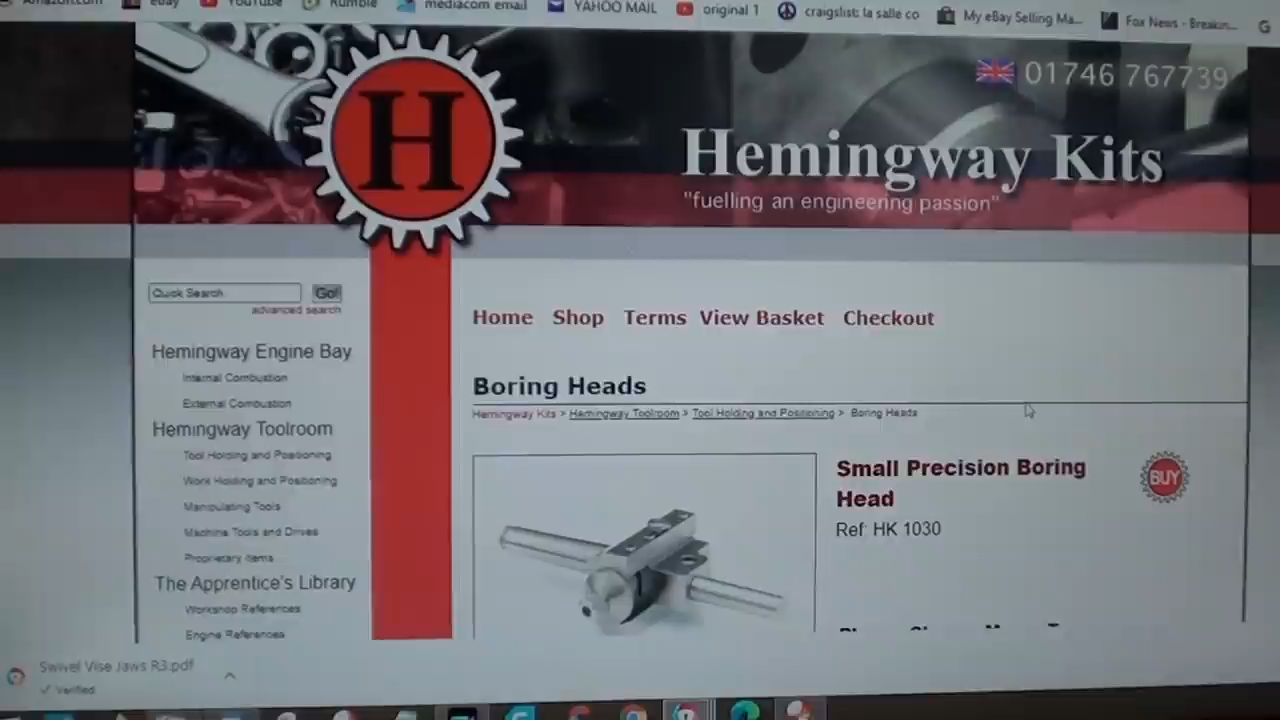 Amazon.com eBay YouTube Rumble mediacom email YAHOO MAIL original 1 craigslist: la salle co My eBay Selling Ma... Fox News - Breakin... G
01746 767739
H
Hemingway Kits
"fuelling an engineering passion"
Quick Search Go!
advanced search
Home Shop Terms View Basket Checkout
Hemingway Engine Bay
Internal Combustion
External Combustion
Hemingway Toolroom
Tool Holding and Positioning
Work Holding and Positioning
Manipulating Tools
Machine Tools and Drives
Proprietary Items
The Apprentice's Library
Workshop References
Engine References
Boring Heads
Hemingway Kits > Hemingway Toolroom > Tool Holding and Positioning > Boring Heads
Small Precision Boring
Head
BUY
Ref: HK 1030
Swivel Vise Jaws R3.pdf
✓ Verified